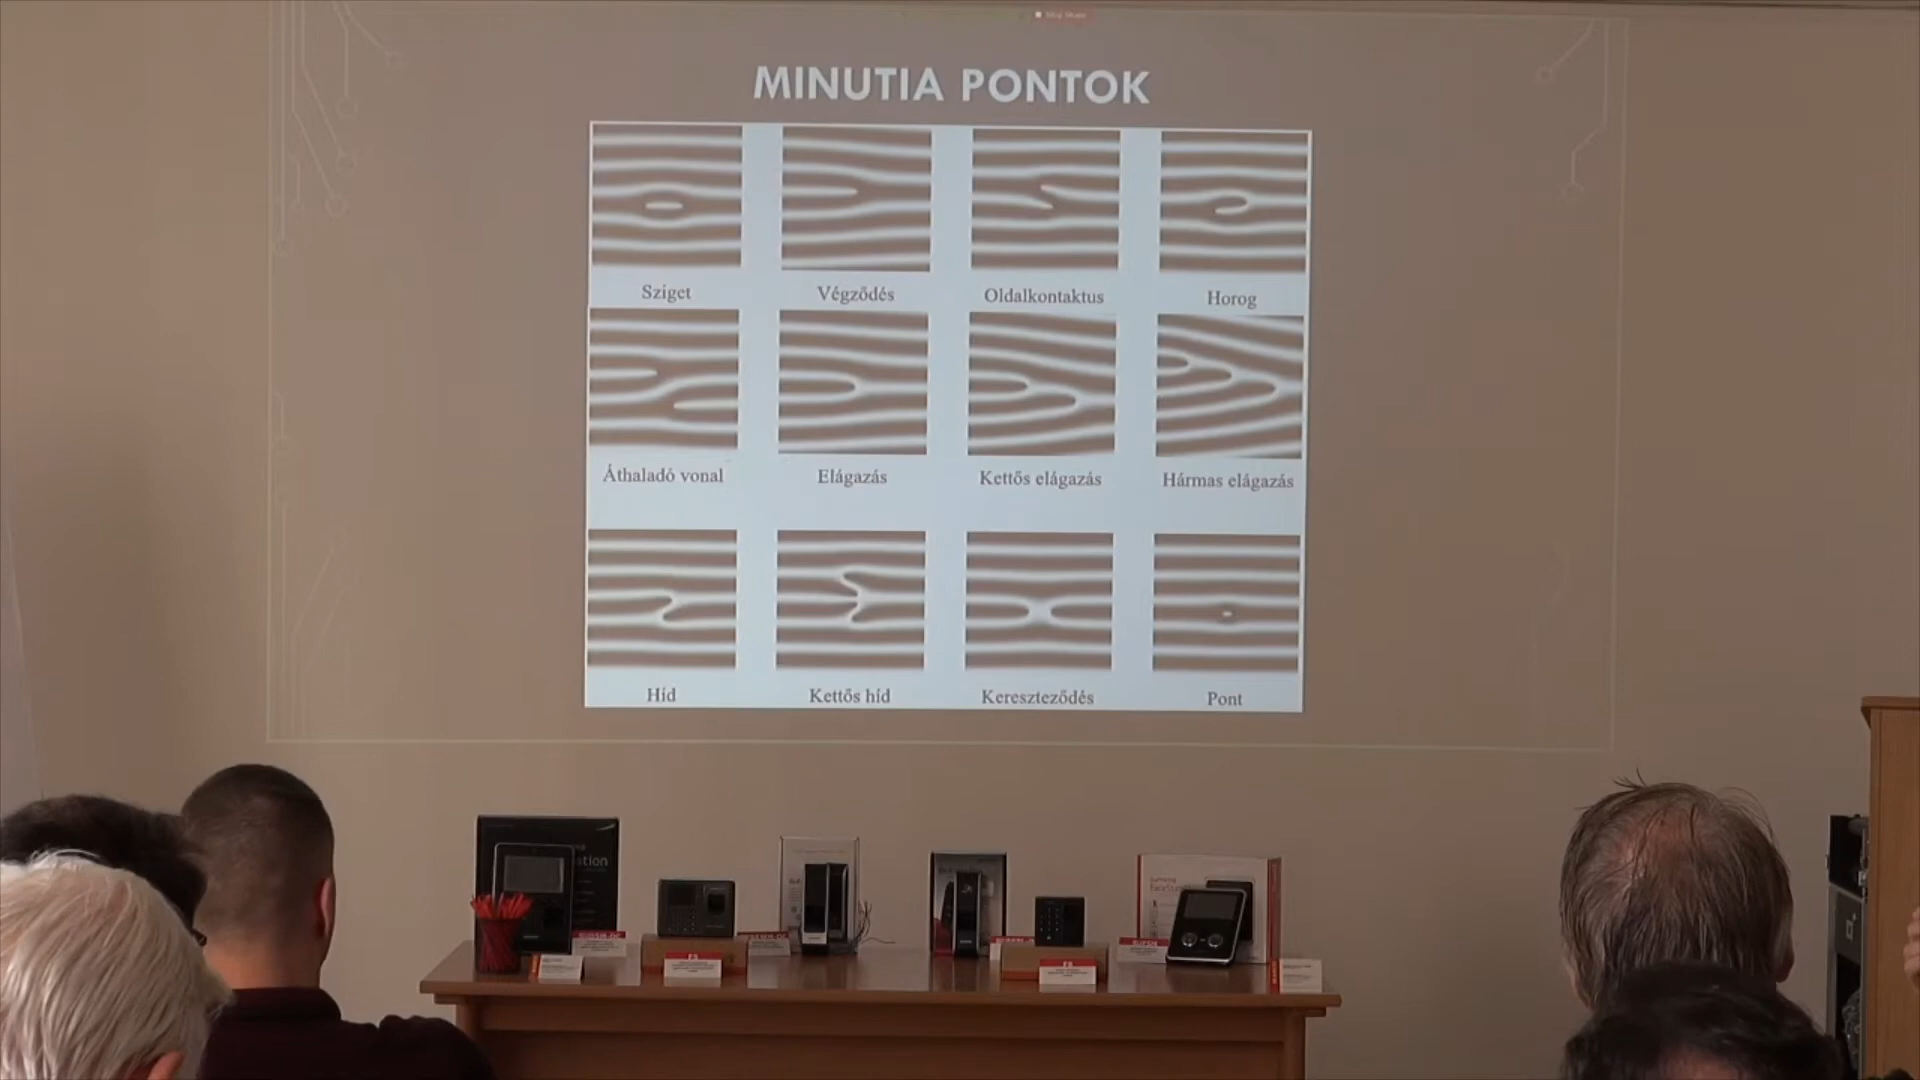 MINUTIA PONTOK
Sziget
Végződés
Oldalkontaktus
Horog
Áthaladó vonal
Elágazás
Kettős elágazás
Hármas elágazás
Híd
Kettős híd
Kereszteződés
Pont